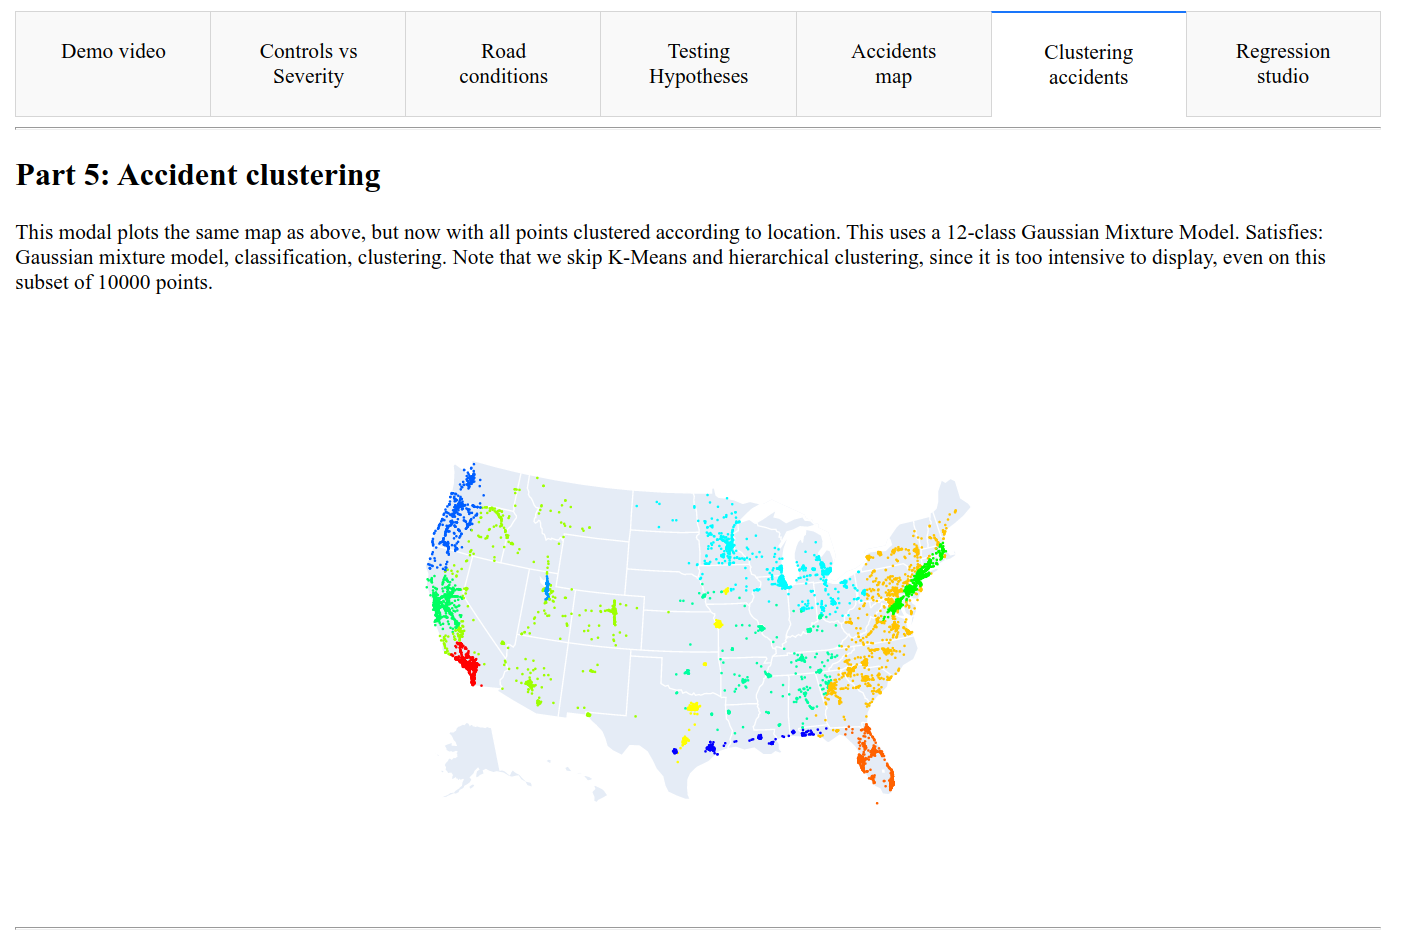 Demo video
Controls vs
Severity
Road
conditions
Testing
Hypotheses
Accidents
map
Clustering
accidents
Regression
studio
Part 5: Accident clustering
This modal plots the same map as above, but now with all points clustered according to location. This uses a 12-class Gaussian Mixture Model. Satisfies:
Gaussian mixture model, classification, clustering. Note that we skip K-Means and hierarchical clustering, since it is too intensive to display, even on this
subset of 10000 points.